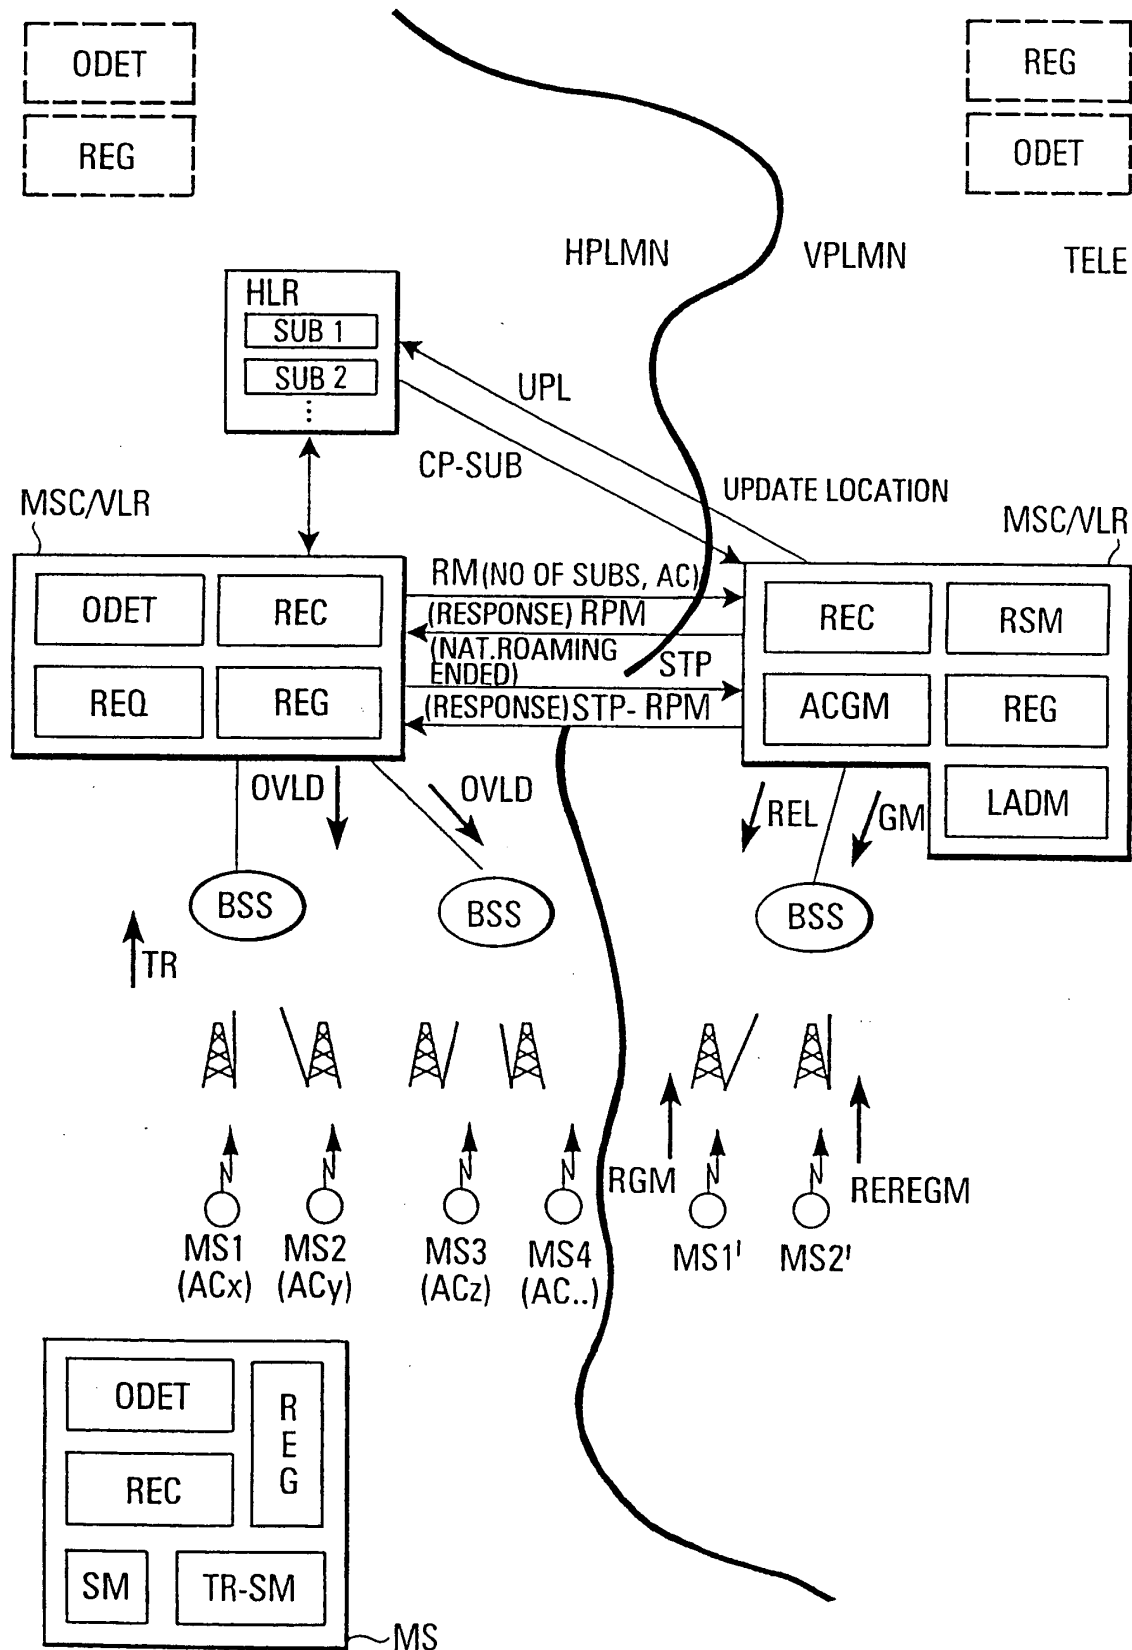 ODET
REG
REG
ODET
HPLMN
VPLMN
TELE
HLR
SUB 1
SUB 2
UPL
CP-SUB
UPDATE LOCATION
MSC/VLR
MSC/VLR
ODET
REC
REQ
REG
RM (NO OF SUBS, AC)
(RESPONSE) RPM
(NAT.ROAMING
ENDED)
STP
(RESPONSE) STP- RPM
REC
RSM
ACGM
REG
LADM
OVLD
OVLD
REL
GM
BSS
BSS
BSS
TR
N
N
N
N
N
N
RGM
REREGM
MS1
(ACx)
MS2
(ACy)
MS3
(ACz)
MS4
(AC..)
MS1'
MS2'
ODET
REG
REC
SM
TR-SM
MS